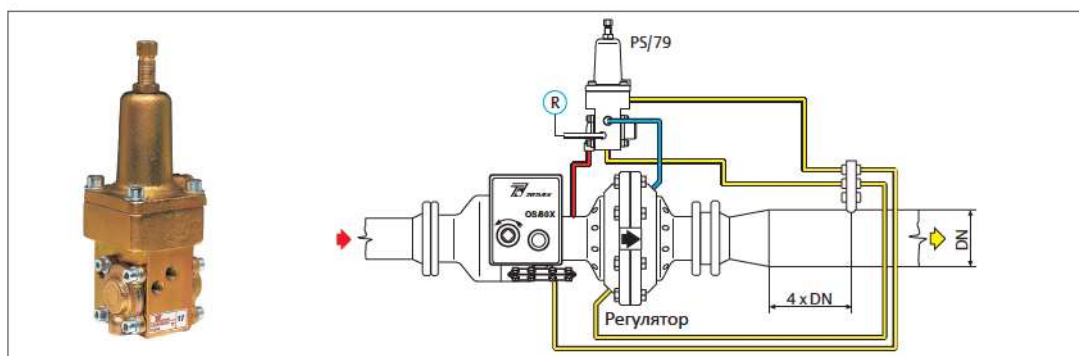 PS/79
R
OS/80X
DN
4 x DN
Регулятор